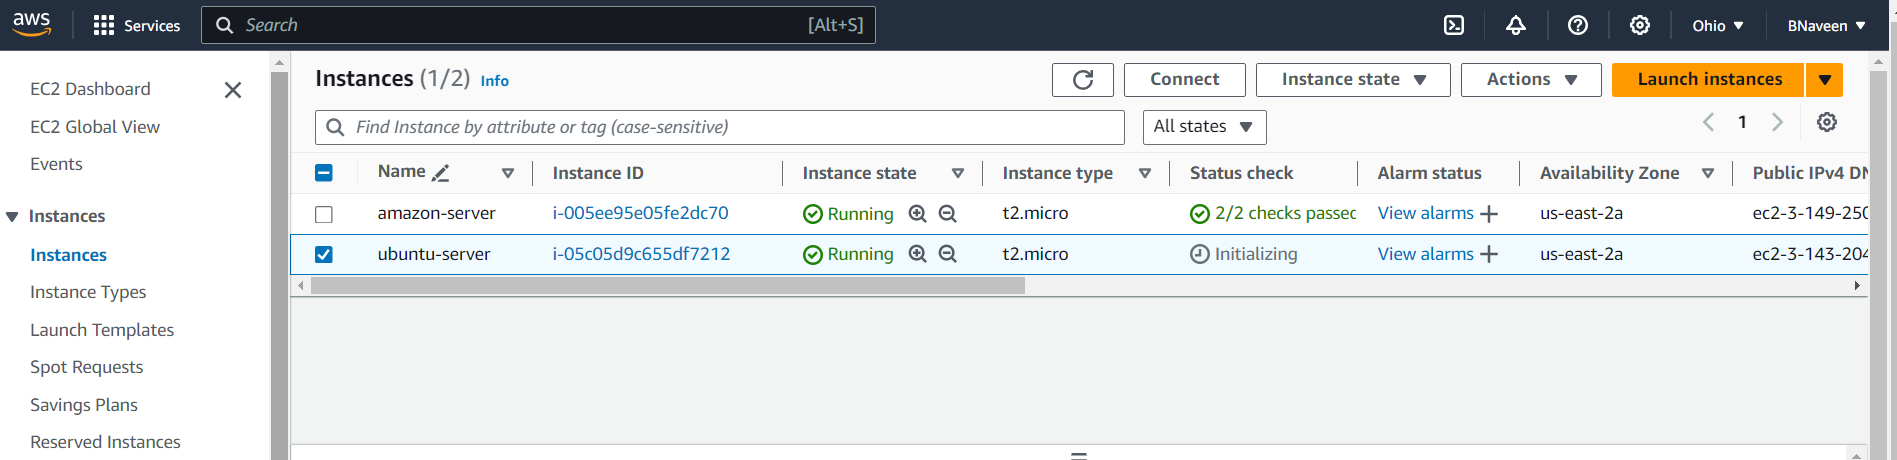 aws Services Search [Alt+S] Ohio BNaveen
EC2 Dashboard
EC2 Global View
Events
Instances
Instances
Instance Types
Launch Templates
Spot Requests
Savings Plans
Reserved Instances
Instances (1/2) Info Connect Instance state Actions Launch instances
Find Instance by attribute or tag (case-sensitive) All states 1
Name Instance ID Instance state Instance type Status check Alarm status Availability Zone Public IPv4 DN
amazon-server i-005ee95e05fe2dc70 Running t2.micro 2/2 checks passed View alarms us-east-2a ec2-3-149-250
ubuntu-server i-05c05d9c655df7212 Running t2.micro Initializing View alarms us-east-2a ec2-3-143-204